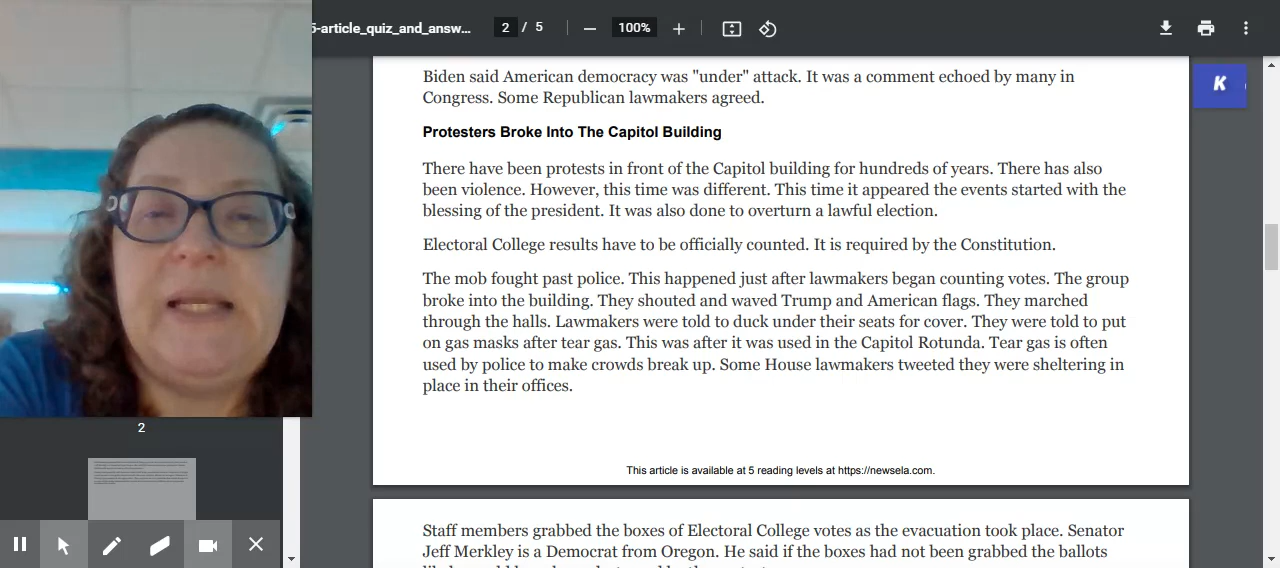 5-article_quiz_and_answ...
2 / 5
100%
K
Biden said American democracy was "under" attack. It was a comment echoed by many in
Congress. Some Republican lawmakers agreed.
Protesters Broke Into The Capitol Building
There have been protests in front of the Capitol building for hundreds of years. There has also
been violence. However, this time was different. This time it appeared the events started with the
blessing of the president. It was also done to overturn a lawful election.
Electoral College results have to be officially counted. It is required by the Constitution.
The mob fought past police. This happened just after lawmakers began counting votes. The group
broke into the building. They shouted and waved Trump and American flags. They marched
through the halls. Lawmakers were told to duck under their seats for cover. They were told to put
on gas masks after tear gas. This was after it was used in the Capitol Rotunda. Tear gas is often
used by police to make crowds break up. Some House lawmakers tweeted they were sheltering in
place in their offices.
This article is available at 5 reading levels at https://newsela.com.
2
Staff members grabbed the boxes of Electoral College votes as the evacuation took place. Senator
Jeff Merkley is a Democrat from Oregon. He said if the boxes had not been grabbed the ballots